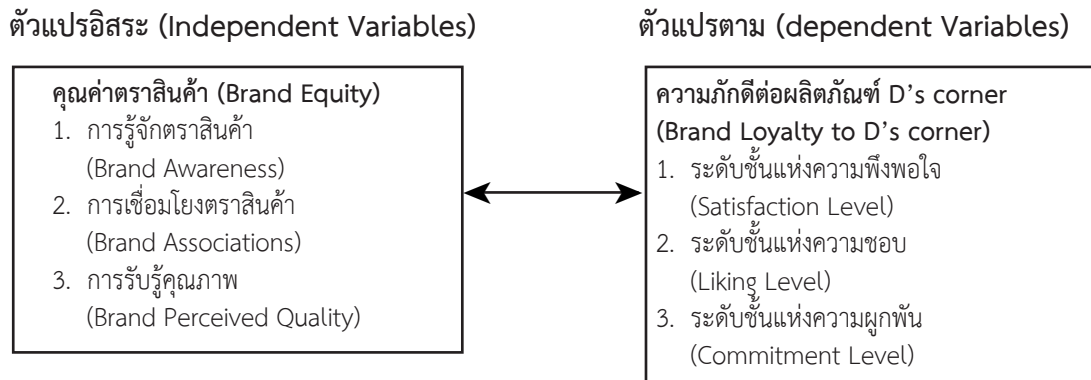 ตัวแปรอิสระ (Independent Variables)
คุณค่าตราสินค้า (Brand Equity)
1. การรู้จักตราสินค้า
(Brand Awareness)
2. การเชื่อมโยงตราสินค้า
(Brand Associations)
3. การรับรู้คุณภาพ
(Brand Perceived Quality)
ตัวแปรตาม (dependent Variables)
ความภักดีต่อผลิตภัณฑ์ D's corner
(Brand Loyalty to D's corner)
1. ระดับชั้นแห่งความพึงพอใจ
(Satisfaction Level)
2. ระดับชั้นแห่งความชอบ
(Liking Level)
3. ระดับชั้นแห่งความผูกพัน
(Commitment Level)